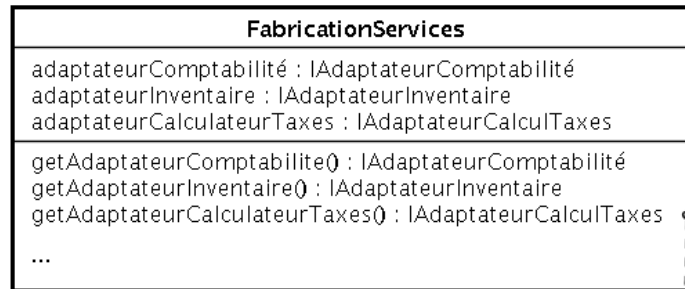 FabricationServices
adaptateurComptabilité : IAdaptateurComptabilité
adaptateurInventaire : IAdaptateurInventaire
adaptateurCalculateurTaxes : IAdaptateurCalculTaxes
getAdaptateurComptabilite() : IAdaptateurComptabilité
getAdaptateurInventaire() : IAdaptateurInventaire
getAdaptateurCalculateurTaxes() : IAdaptateurCalculTaxes
...